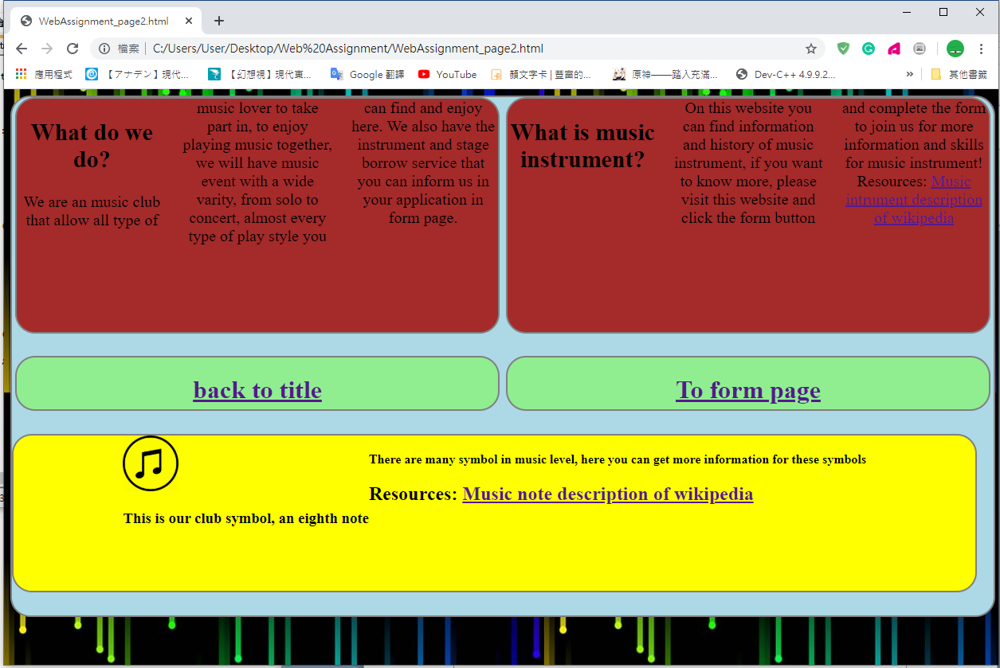 WebAssignment_page2.html
檔案 | C:/Users/User/Desktop/Web%20Assignment/WebAssignment_page2.html
應用程式 【アナデン】現代... 【幻想視】現代東... Google 翻譯 YouTube 顏文字卡 | 豐富的... 原神——踏入充滿... Dev-C++ 4.9.9.2... » 其他書籤
What do we
do?
We are an music club
that allow all type of
music lover to take
part in, to enjoy
playing music together,
we will have music
event with a wide
varity, from solo to
concert, almost every
type of play style you
can find and enjoy
here. We also have the
instrument and stage
borrow service that
you can inform us in
your application in
form page.
What is music
instrument?
On this website you
can find information
and history of music
instrument, if you want
to know more, please
visit this website and
click the form button
and complete the form
to join us for more
information and skills
for music instrument!
Resources: Music
intrument description
of wikipedia
back to title
To form page
There are many symbol in music level, here you can get more information for these symbols
Resources: Music note description of wikipedia
This is our club symbol, an eighth note